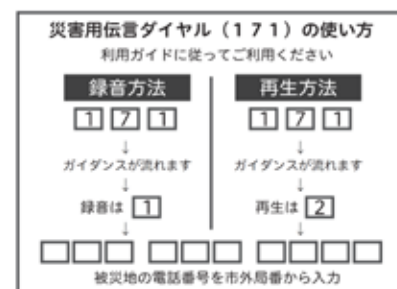 災害用伝言ダイヤル（171）の使い方
利用ガイドに従ってご利用ください
録音方法
171
↓
ガイダンスが流れます
↓
録音は 1
↓
再生方法
171
↓
ガイダンスが流れます
↓
再生は 2
↓
被災地の電話番号を市外局番から入力